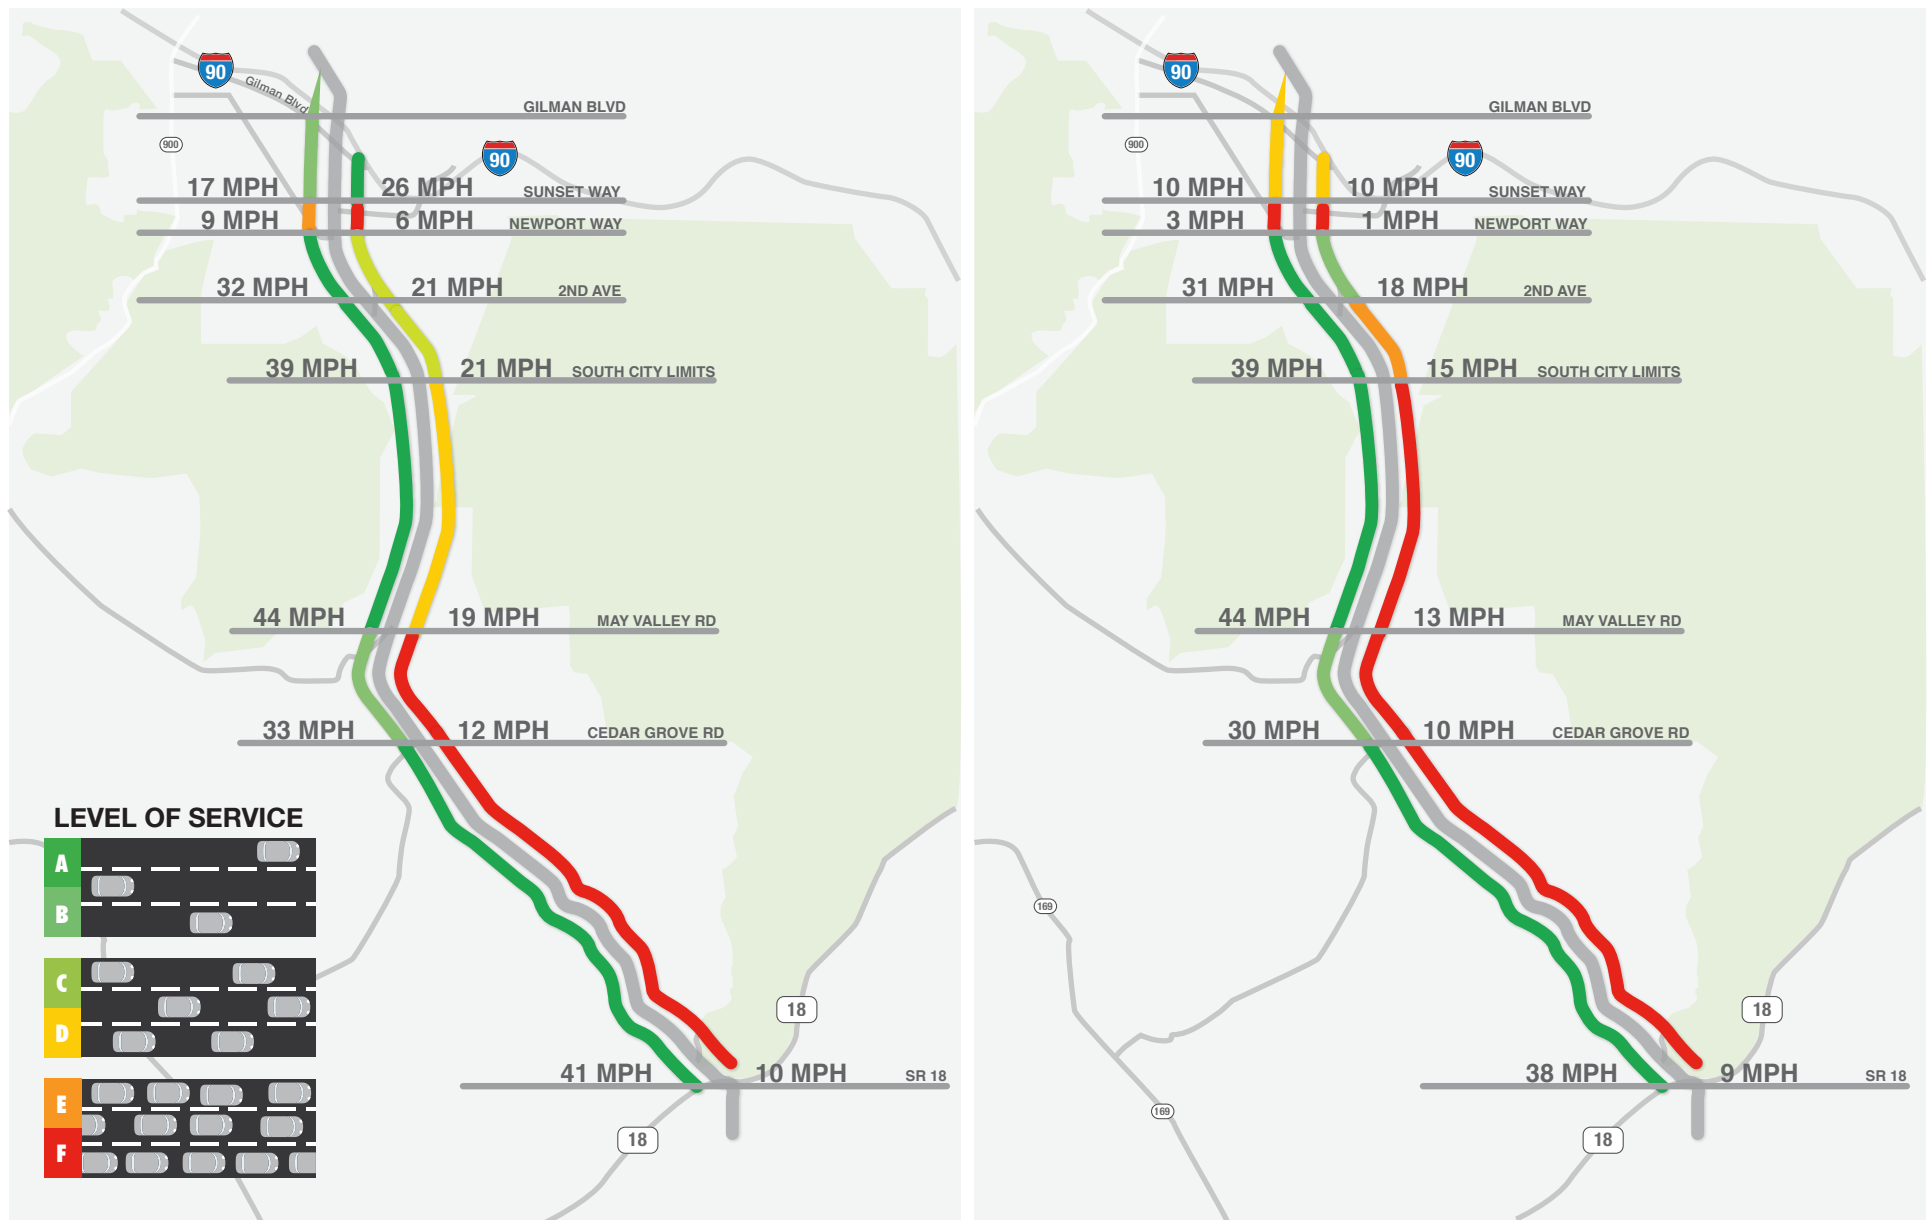 90
Gilman Blvd
GILMAN BLVD
900
90
17 MPH 26 MPH SUNSET WAY
9 MPH 6 MPH NEWPORT WAY
32 MPH 21 MPH 2ND AVE
39 MPH 21 MPH SOUTH CITY LIMITS
44 MPH 19 MPH MAY VALLEY RD
33 MPH 12 MPH CEDAR GROVE RD
LEVEL OF SERVICE
A
B
C
D
E
F
18
41 MPH 10 MPH SR 18
18
90
GILMAN BLVD
900
90
10 MPH 10 MPH SUNSET WAY
3 MPH 1 MPH NEWPORT WAY
31 MPH 18 MPH 2ND AVE
39 MPH 15 MPH SOUTH CITY LIMITS
44 MPH 13 MPH MAY VALLEY RD
30 MPH 10 MPH CEDAR GROVE RD
169
18
38 MPH 9 MPH SR 18
169
18